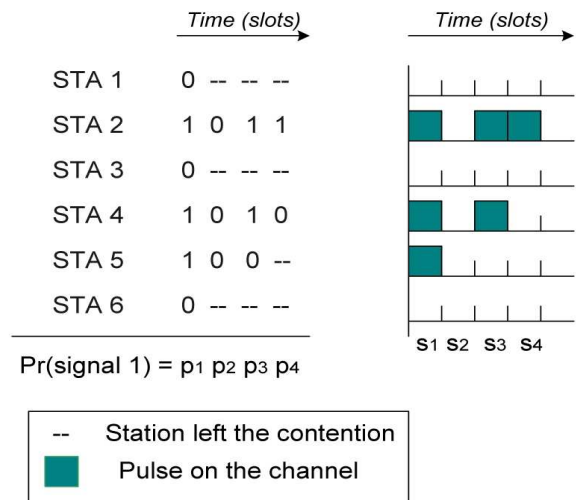 Time (slots) Time (slots)
STA 1 0 -- -- --
STA 2 1 0 1 1
STA 3 0 -- -- --
STA 4 1 0 1 0
STA 5 1 0 0 --
STA 6 0 -- -- --
s1 s2 s3 s4
Pr(signal 1) = p1 p2 p3 p4
-- Station left the contention
Pulse on the channel